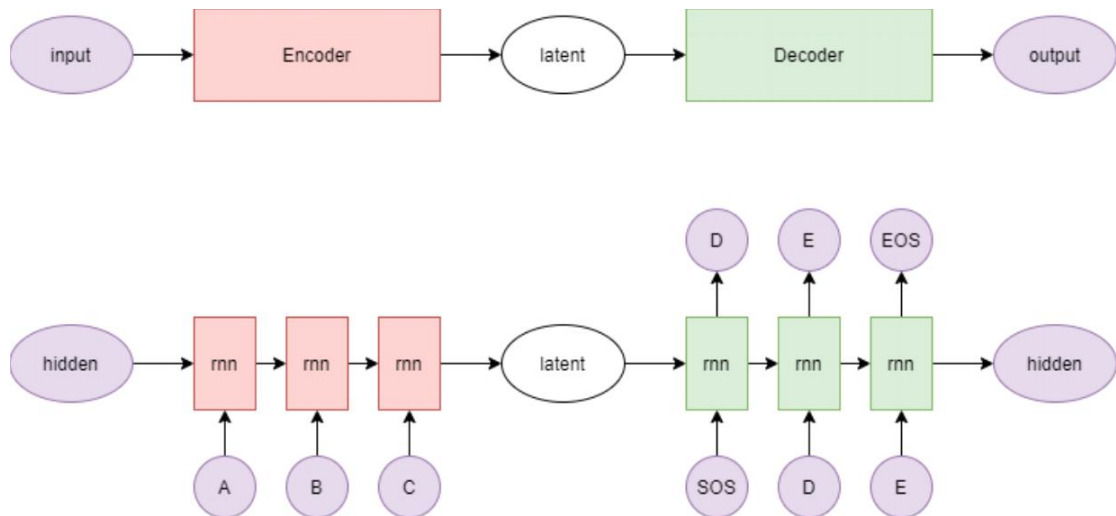 input Encoder latent Decoder output
D E EOS
hidden rnn rnn rnn latent rnn rnn rnn hidden
A B C SOS D E